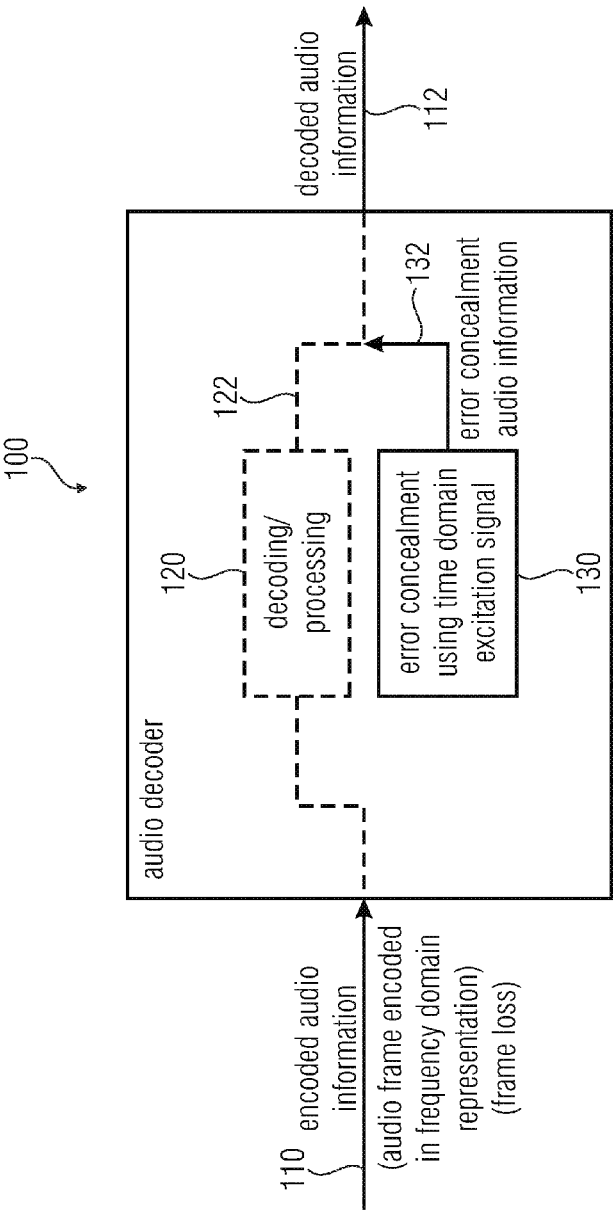 100
audio decoder
encoded audio
information
110
(audio frame encoded
in frequency domain
representation)
(frame loss)
120
decoding/
processing
122
error concealment
using time domain
excitation signal
130
132
error concealment
audio information
decoded audio
information
112